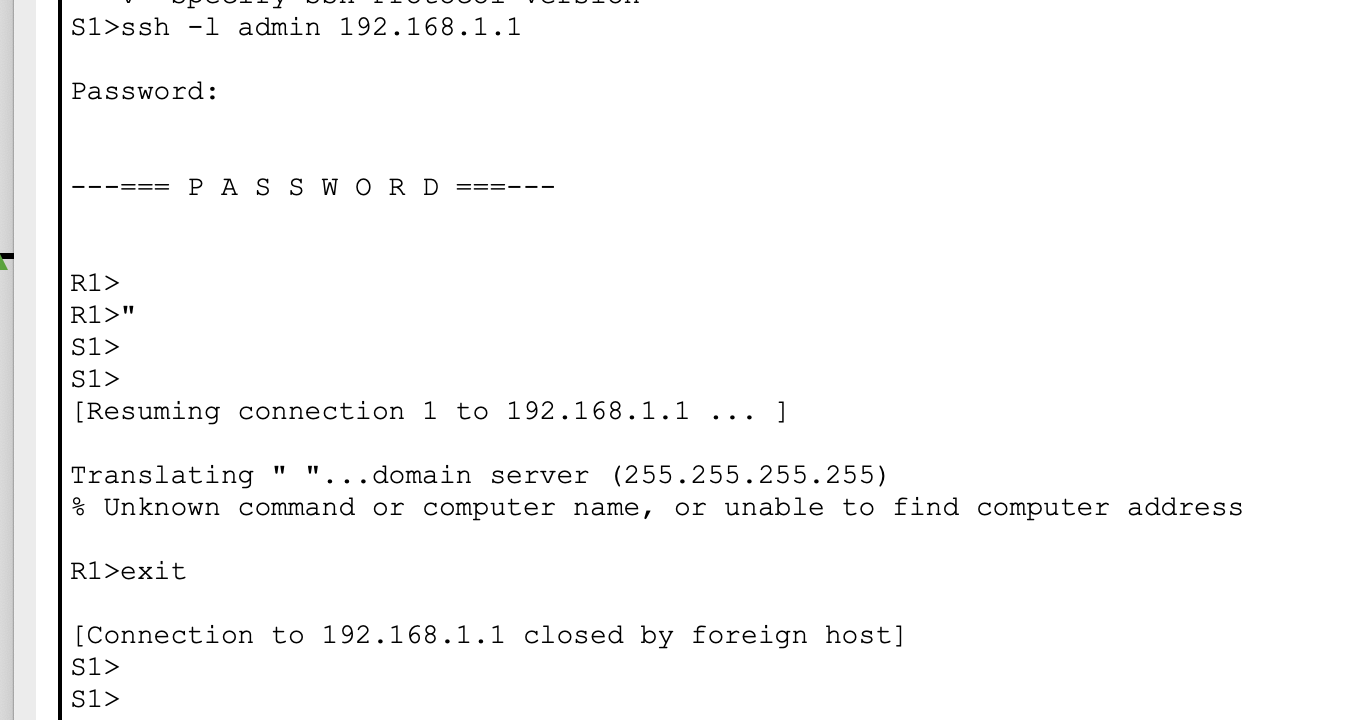 S1>ssh -l admin 192.168.1.1
Password:
---=== P A S S W O R D ===---
R1>
R1>"
S1>
S1>
[Resuming connection 1 to 192.168.1.1 ... ]
Translating " "...domain server (255.255.255.255)
% Unknown command or computer name, or unable to find computer address
R1>exit
[Connection to 192.168.1.1 closed by foreign host]
S1>
S1>